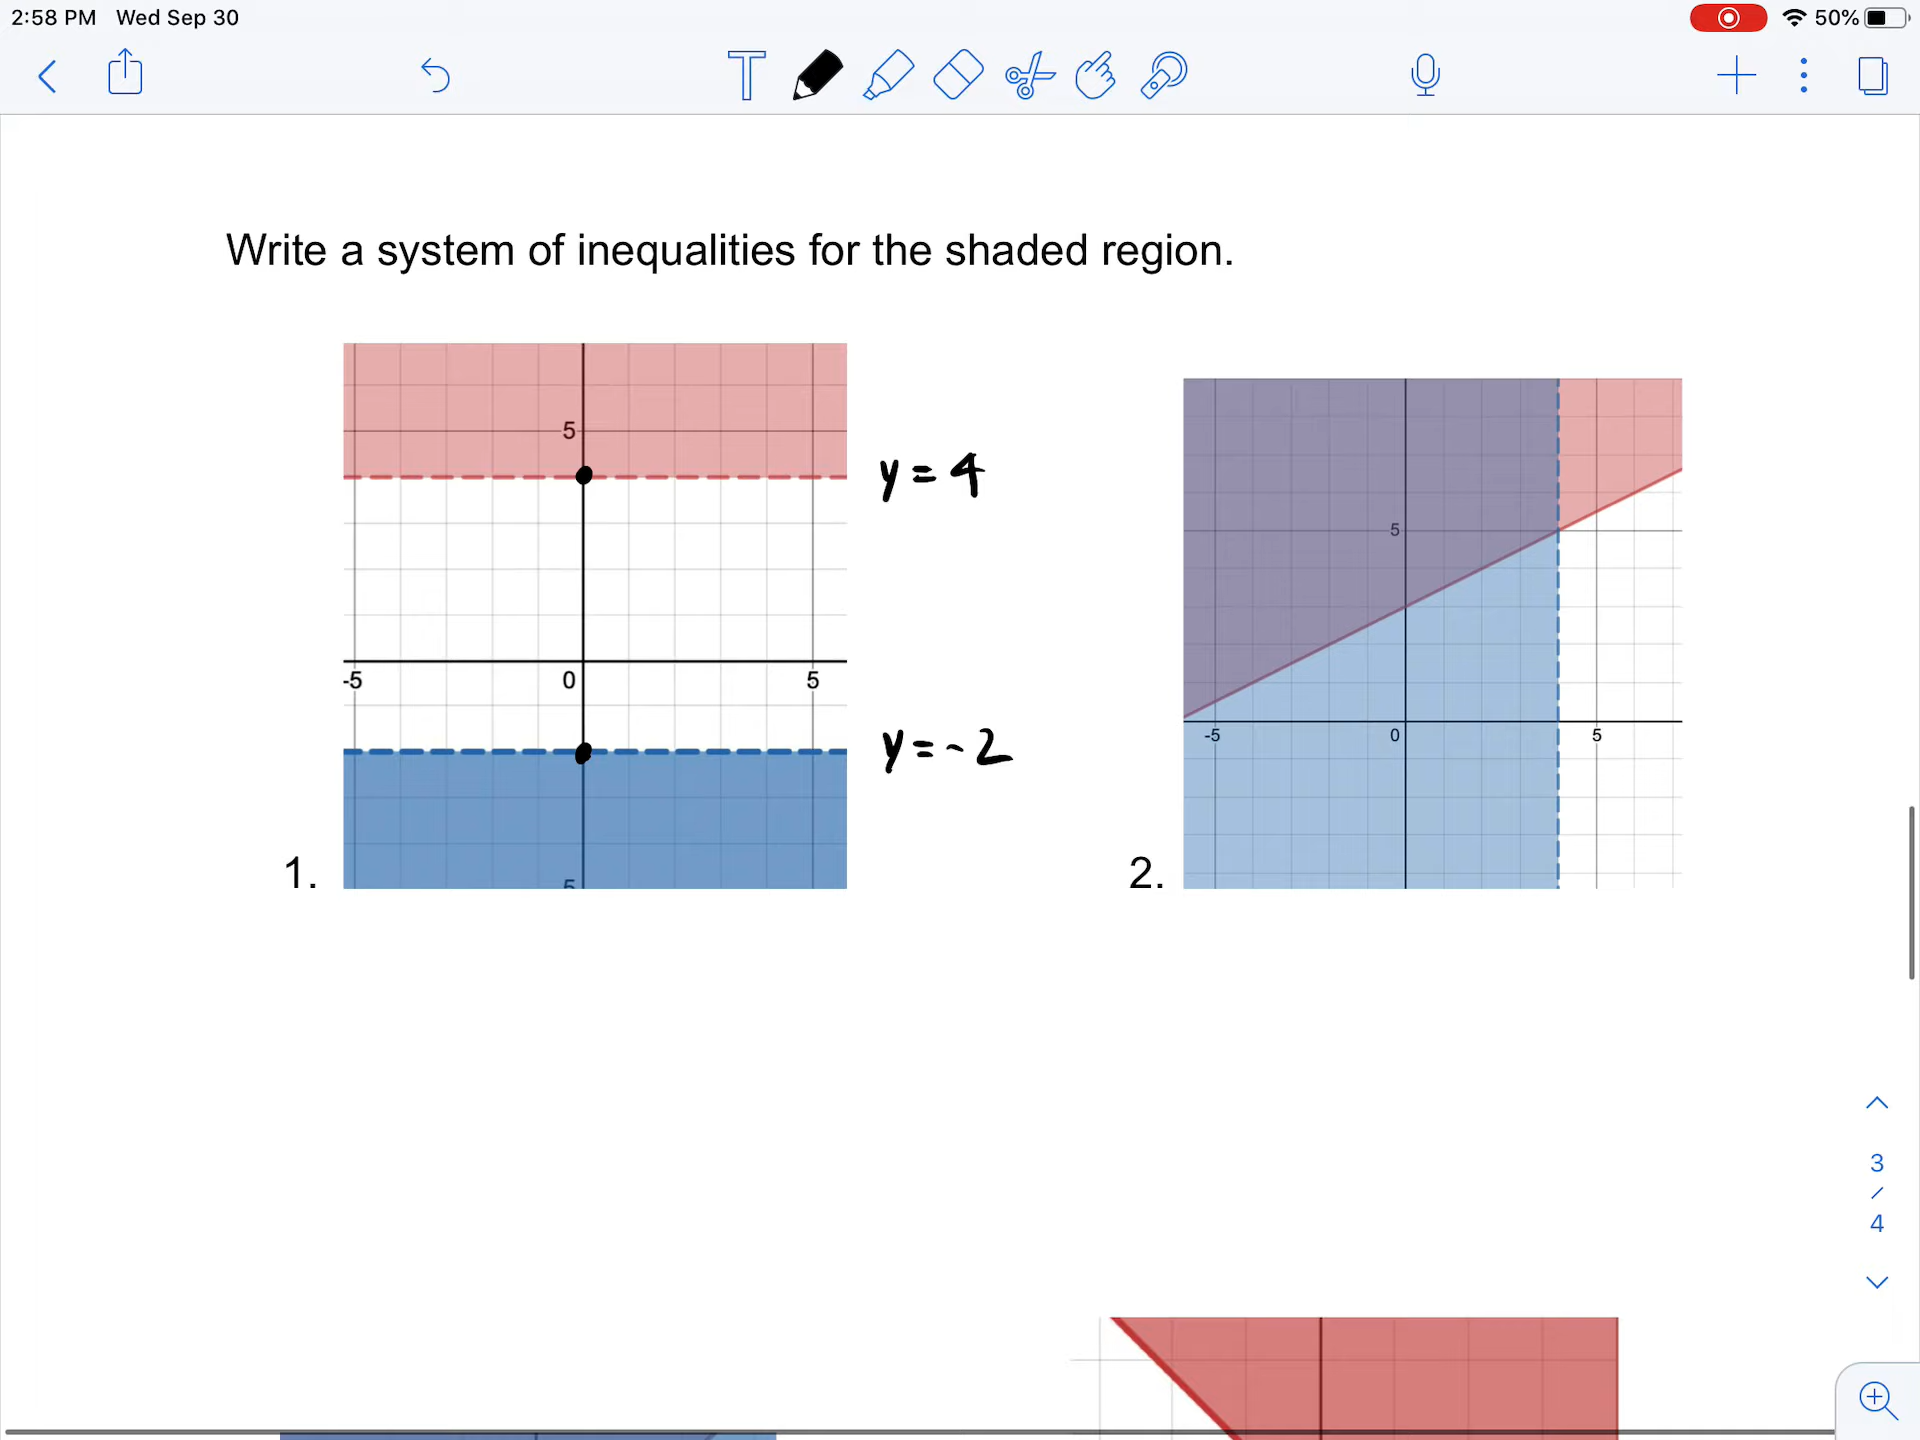 2:58 PM Wed Sep 30
50%
T
Write a system of inequalities for the shaded region.
5
y = 4
-5 0 5
y = -2
1.
5
-5 0 5
2.
3
/
4